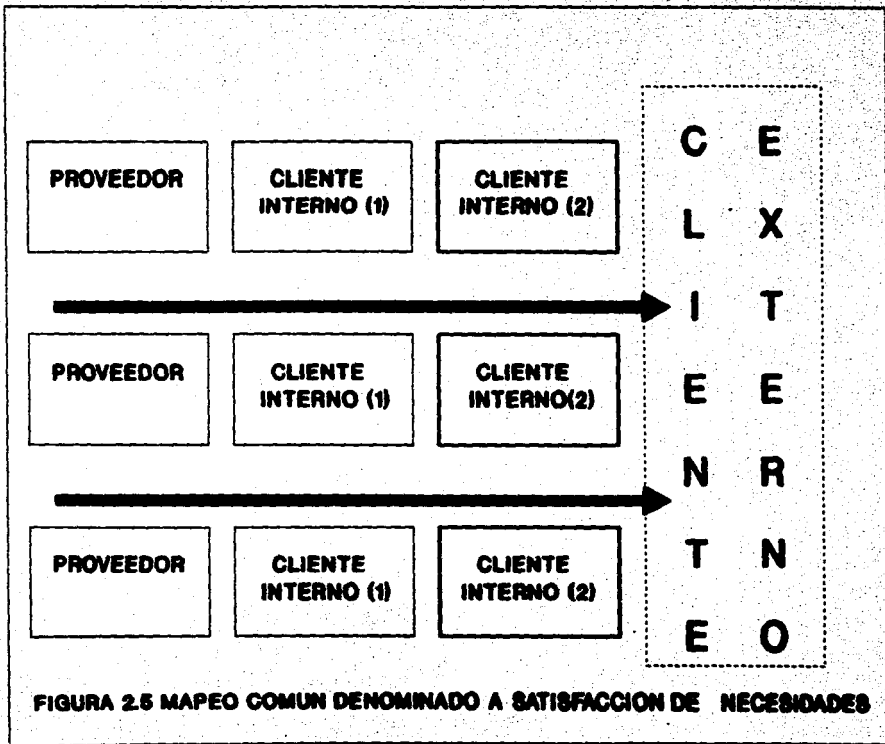 PROVEEDOR
CLIENTE
INTERNO (1)
CLIENTE
INTERNO (2)
PROVEEDOR
CLIENTE
INTERNO (1)
CLIENTE
INTERNO(2)
PROVEEDOR
CLIENTE
INTERNO (1)
CLIENTE
INTERNO (2)
C E
L X
I T
E E
N R
T N
E O
FIGURA 2.5 MAPEO COMUN DENOMINADO A SATISFACCION DE NECESIDADES